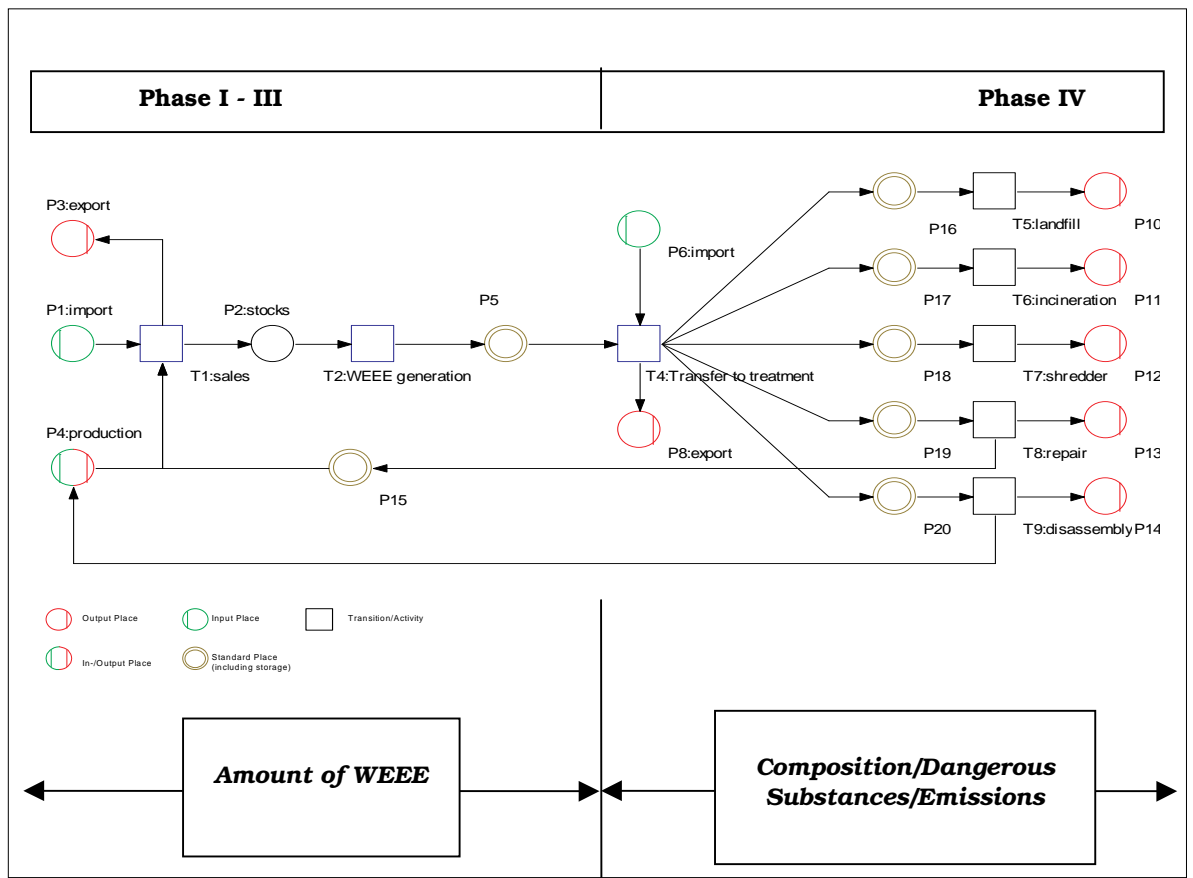 Phase I - III
Phase IV
P3:export
P16
T5:landfill
P10
P6:import
P1:import
P2:stocks
P5
P17
T6:incineration
P11
T1:sales
T2:WEEE generation
T4:Transfer to treatment
P18
T7:shredder
P12
P4:production
P8:export
P19
T8:repair
P13
P15
P20
T9:disassembly
P14
Output Place
Input Place
Transition/Activity
In-/Output Place
Standard Place
(including storage)
Amount of WEEE
Composition/Dangerous
Substances/Emissions